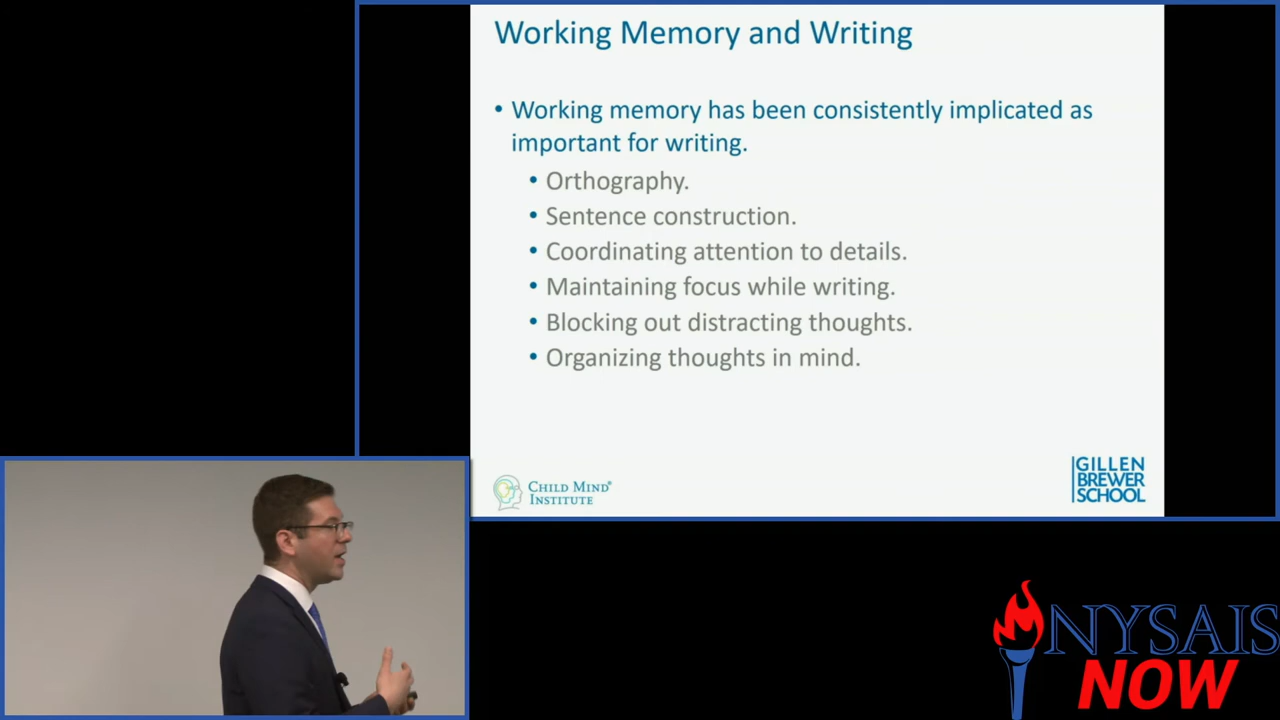 Working Memory and Writing
• Working memory has been consistently implicated as
important for writing.
• Orthography.
• Sentence construction.
• Coordinating attention to details.
• Maintaining focus while writing.
• Blocking out distracting thoughts.
• Organizing thoughts in mind.
CHILD MIND®
INSTITUTE
GILLEN
BREWER
SCHOOL
NYSAIS
NOW